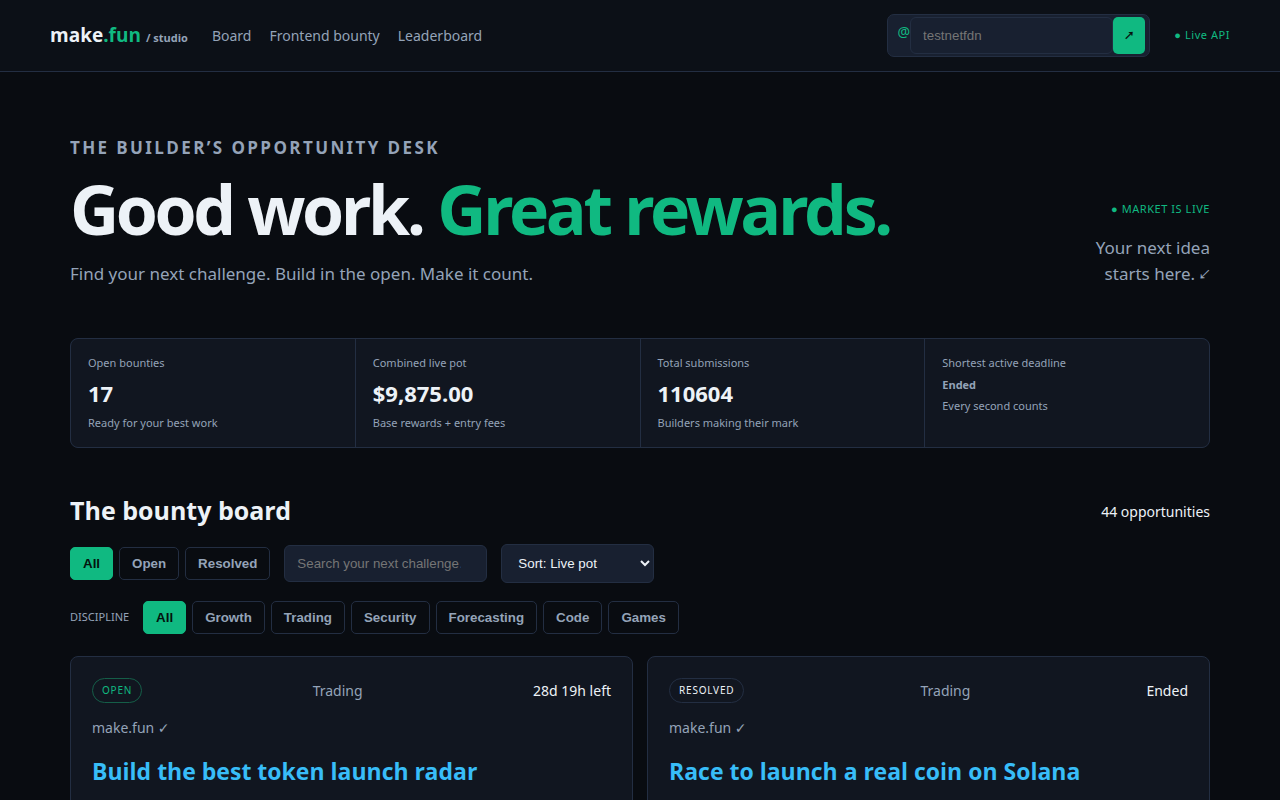 make.fun / studio Board Frontend bounty Leaderboard @ testnetfdn ↗ ● Live API
THE BUILDER’S OPPORTUNITY DESK
Good work. Great rewards.
Find your next challenge. Build in the open. Make it count.
● MARKET IS LIVE
Your next idea
starts here. ↙
Open bounties
17
Ready for your best work
Combined live pot
$9,875.00
Base rewards + entry fees
Total submissions
110604
Builders making their mark
Shortest active deadline
Ended
Every second counts
The bounty board
44 opportunities
All Open Resolved Search your next challenge Sort: Live pot
DISCIPLINE All Growth Trading Security Forecasting Code Games
OPEN Trading 28d 19h left
make.fun ✓
Build the best token launch radar
RESOLVED Trading Ended
make.fun ✓
Race to launch a real coin on Solana